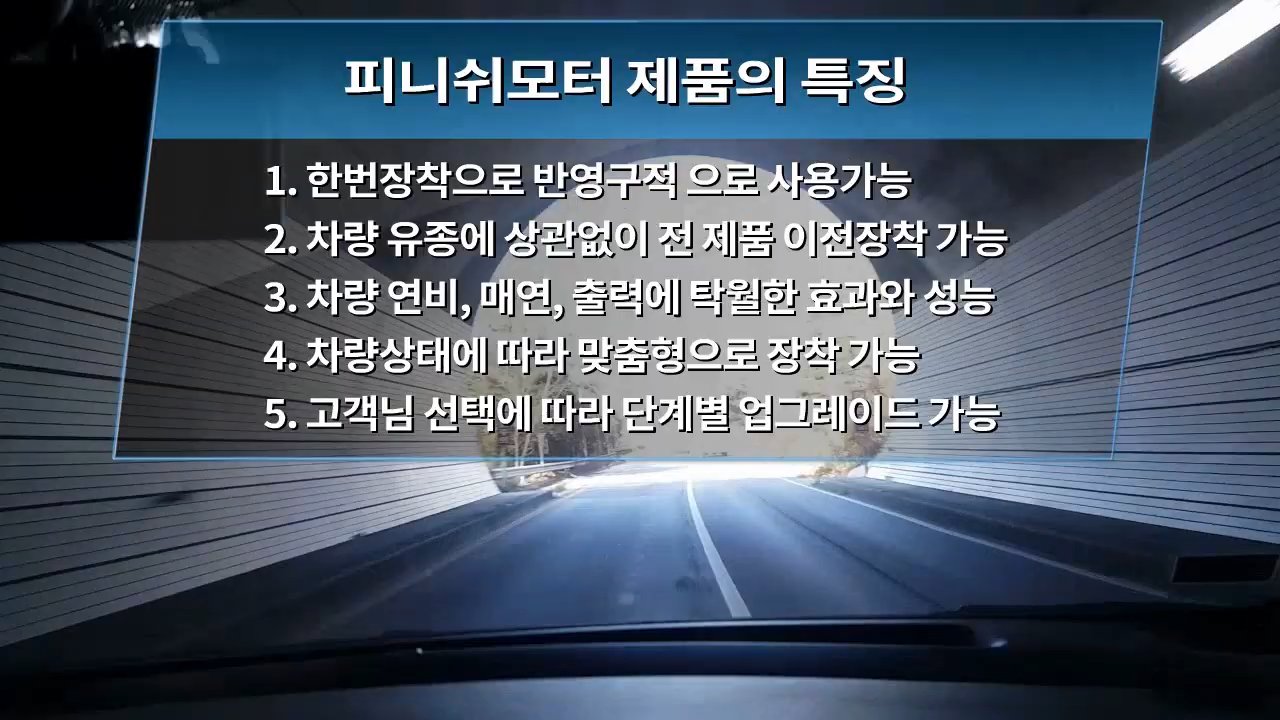 피니쉬모터 제품의 특징
1. 한번장착으로 반영구적 으로 사용가능
2. 차량 유종에 상관없이 전 제품 이전장착 가능
3. 차량 연비, 매연, 출력에 탁월한 효과와 성능
4. 차량상태에 따라 맞춤형으로 장착 가능
5. 고객님 선택에 따라 단계별 업그레이드 가능